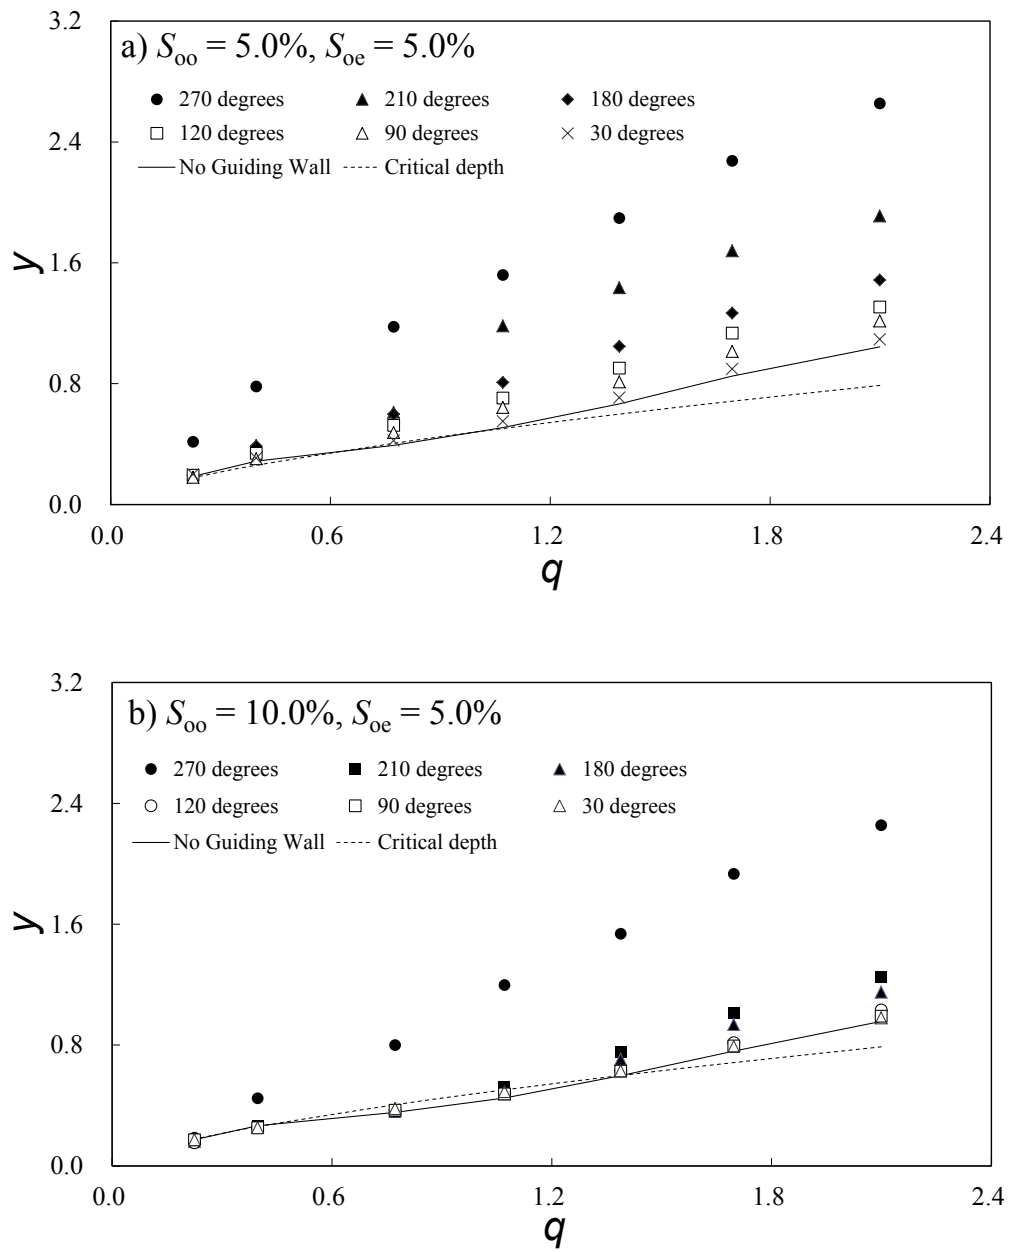 3.2
a) Soo = 5.0%, Soe = 5.0%
270 degrees 210 degrees 180 degrees
2.4
120 degrees 90 degrees 30 degrees
No Guiding Wall Critical depth
y
1.6
0.8
0.0
0.0 0.6 1.2 1.8 2.4
q
3.2
b) Soo = 10.0%, Soe = 5.0%
270 degrees 210 degrees 180 degrees
2.4
120 degrees 90 degrees 30 degrees
No Guiding Wall Critical depth
y
1.6
0.8
0.0
0.0 0.6 1.2 1.8 2.4
q